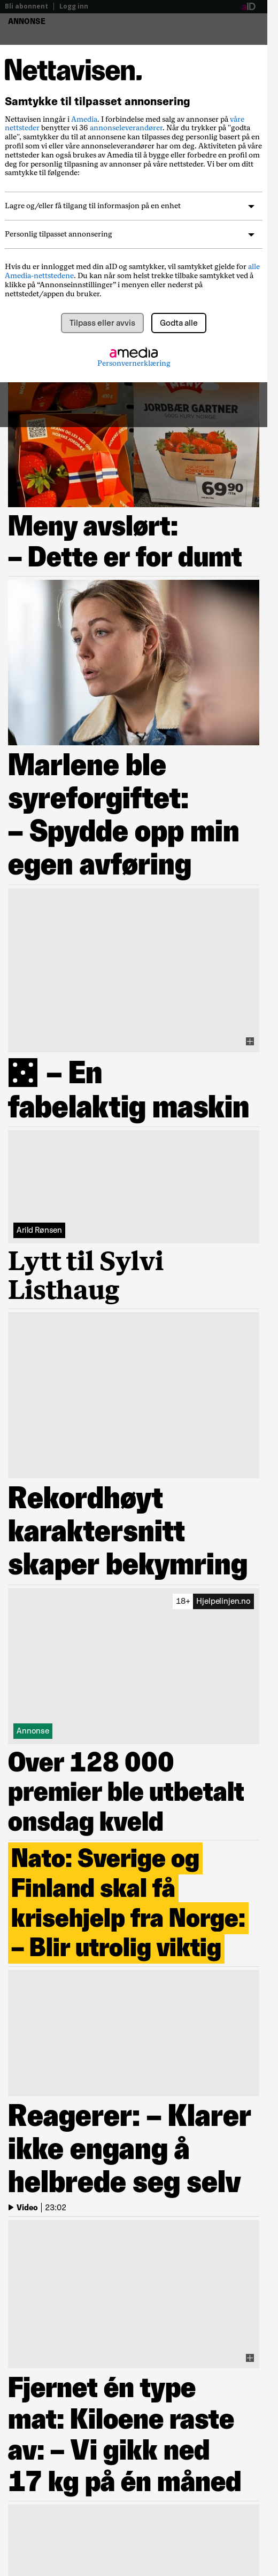 Bli abonnent | Logg inn
aID
ANNONSE
Nettavisen.
Samtykke til tilpasset annonsering
Nettavisen inngår i Amedia. I forbindelse med salg av annonser på våre
nettsteder benytter vi 36 annonseleverandører. Når du trykker på "godta
alle", samtykker du til at annonsene kan tilpasses deg personlig basert på en
profil som vi eller våre annonseleverandører har om deg. Aktiviteten på våre
nettsteder kan også brukes av Amedia til å bygge eller forbedre en profil om
deg for personlig tilpasning av annonser på våre nettsteder. Vi ber om ditt
samtykke til følgende:
Lagre og/eller få tilgang til informasjon på en enhet
Personlig tilpasset annonsering
Hvis du er innlogget med din aID og samtykker, vil samtykket gjelde for alle
Amedia-nettstedene. Du kan når som helst trekke tilbake samtykket ved å
klikke på “Annonseinnstillinger” i menyen eller nederst på
nettstedet/appen du bruker.
Tilpass eller avvis
Godta alle
amedia
Personvernerklæring
MENY
JORDBÆR GARTNER
69 90
Meny avslørt:
– Dette er for dumt
Marlene ble
syreforgiftet:
– Spydde opp min
egen avføring
– En
fabelaktig maskin
Arild Rønsen
Lytt til Sylvi
Listhaug
Rekordhøyt
karaktersnitt
skaper bekymring
18+ Hjelpelinjen.no
Annonse
Over 128 000
premier ble utbetalt
onsdag kveld
Nato: Sverige og
Finland skal få
krisehjelp fra Norge:
– Blir utrolig viktig
Reagerer: – Klarer
ikke engang å
helbrede seg selv
Video | 23:02
Fjernet én type
mat: Kiloene raste
av: – Vi gikk ned
17 kg på én måned